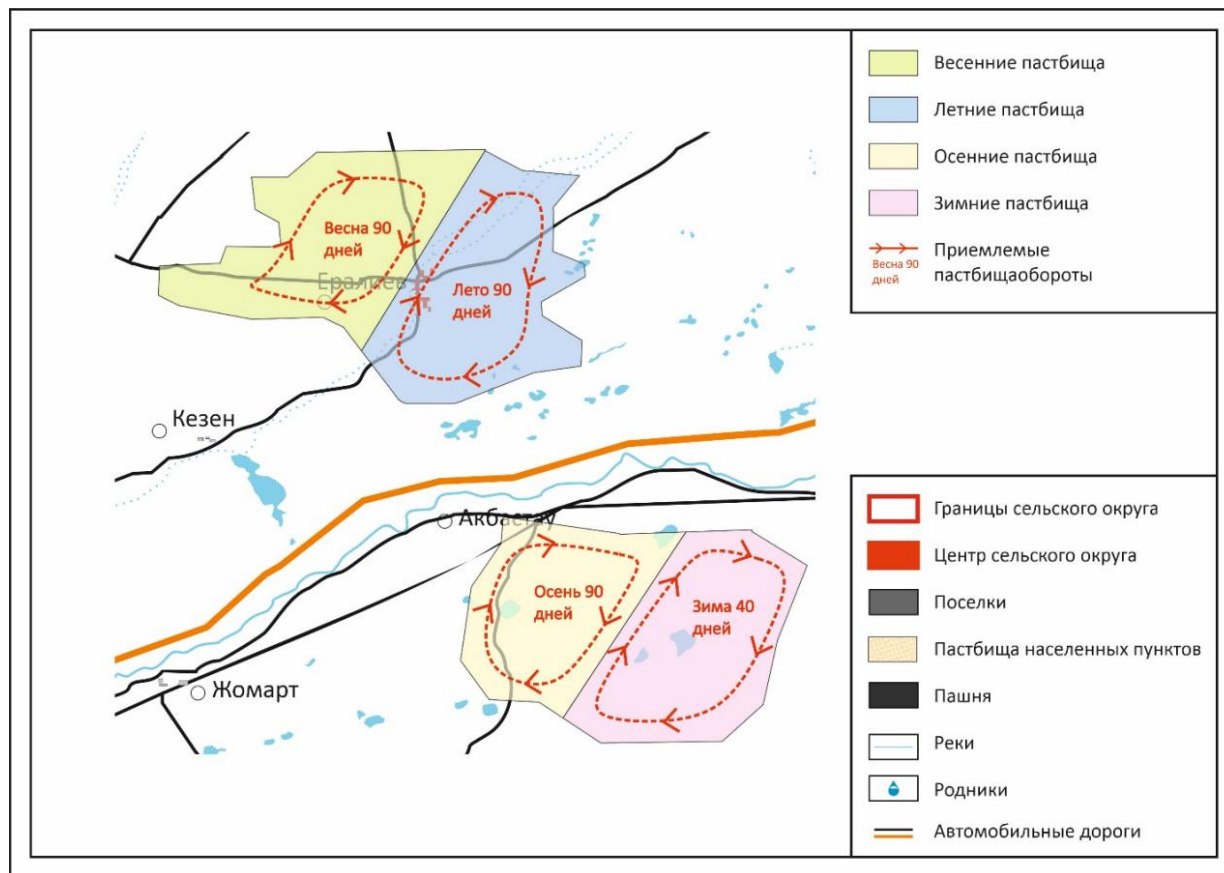 Весна 90
дней
Ералиев
Лето 90
дней
Кезен
Акбастау
Осень 90
дней
Зима 40
дней
Жомарт
Весенние пастбища
Летние пастбища
Осенние пастбища
Зимние пастбища
Весна 90
дней
Приемлемые
пастбищаобороты
Границы сельского округа
Центр сельского округа
Поселки
Пастбища населенных пунктов
Пашня
Реки
Родники
Автомобильные дороги